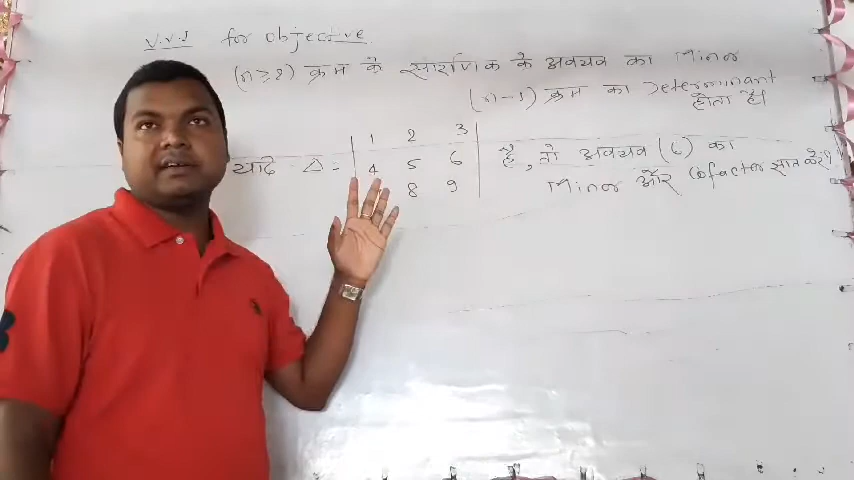 V.V.I for objective
(n ≥ 2) क्रम के सारणिक के अवयव का Minor
(n-1) क्रम का Determinant होता है।
यदि Δ = | 1 2 3 |
| 4 5 6 | है, तो अवयव (6) का
8 9 | Minor और Cofactor ज्ञात करें।